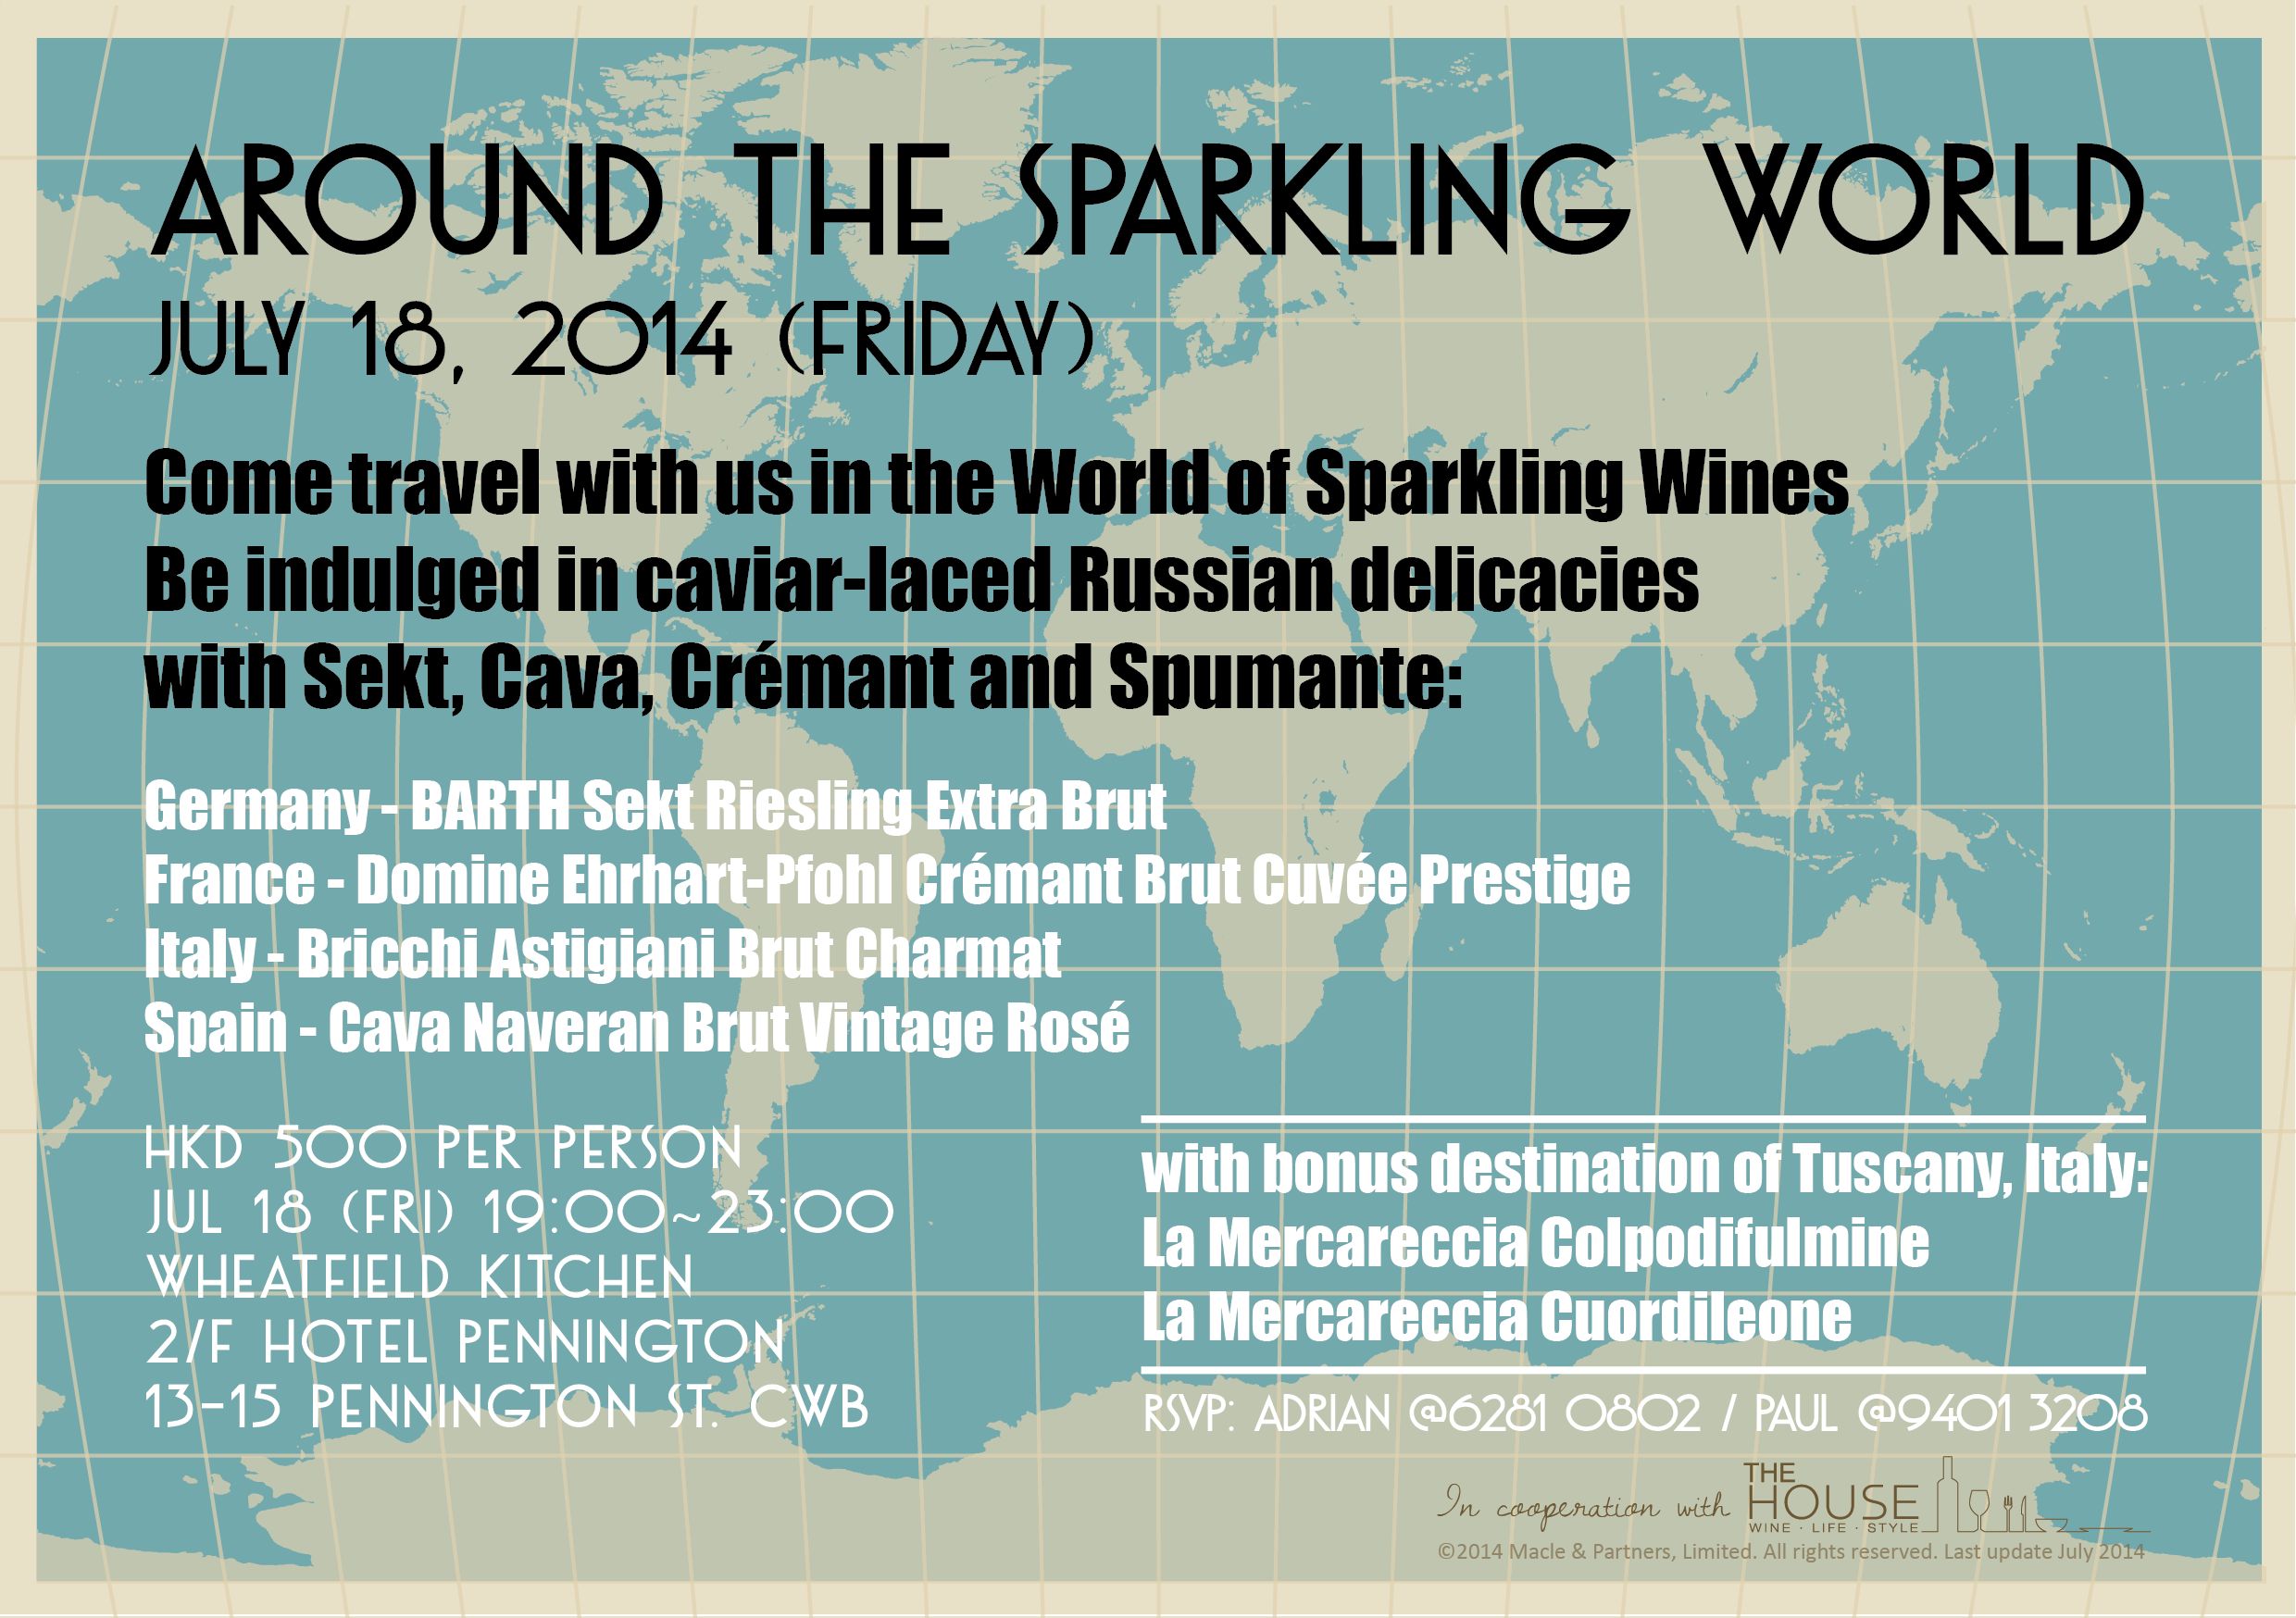 AROUND THE SPARKLING WORLD
JULY 18, 2014 (FRIDAY)
Come travel with us in the World of Sparkling Wines
Be indulged in caviar-laced Russian delicacies
with Sekt, Cava, Crémant and Spumante:
Germany - BARTH Sekt Riesling Extra Brut
France - Domine Ehrhart-Pfohl Crémant Brut Cuvée Prestige
Italy - Bricchi Astigiani Brut Charmat
Spain - Cava Naveran Brut Vintage Rosé
HKD 500 PER PERSON
JUL 18 (FRI) 19:00~23:00
WHEATFIELD KITCHEN
2/F HOTEL PENNINGTON
13-15 PENNINGTON ST. CWB
with bonus destination of Tuscany, Italy:
La Mercareccia Colpodifulmine
La Mercareccia Cuordileone
RSVP: ADRIAN @6281 0802 / PAUL @9401 3208
In cooperation with THE HOUSE
WINE · LIFE · STYLE
©2014 Macle & Partners, Limited. All rights reserved. Last update July 2014